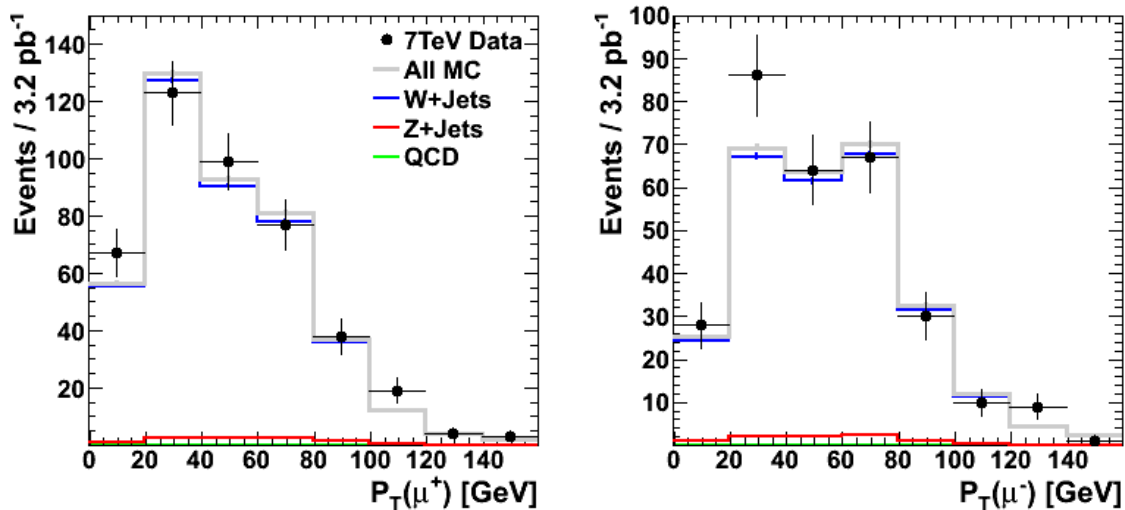 Events / 3.2 pb⁻¹
140
120
100
80
60
40
20
0 20 40 60 80 100 120 140
P_T(μ⁺) [GeV]
7TeV Data
All MC
W+Jets
Z+Jets
QCD
Events / 3.2 pb⁻¹
100
90
80
70
60
50
40
30
20
10
0 20 40 60 80 100 120 140
P_T(μ⁻) [GeV]